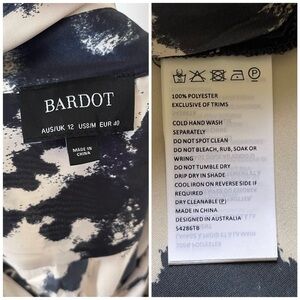 BARDOT
AUS/UK 12 US8/M EUR 40
MADE IN
CHINA
100% POLYESTER
EXCLUSIVE OF TRIMS
COLD HAND WASH
SEPARATELY
DO NOT SPOT CLEAN
DO NOT BLEACH, RUB, SOAK OR
WRING
DO NOT TUMBLE DRY
DRIP DRY IN SHADE
COOL IRON ON REVERSE SIDE IF
REQUIRED
DRY CLEANABLE (P)
MADE IN CHINA
DESIGNED IN AUSTRALIA
54286TB